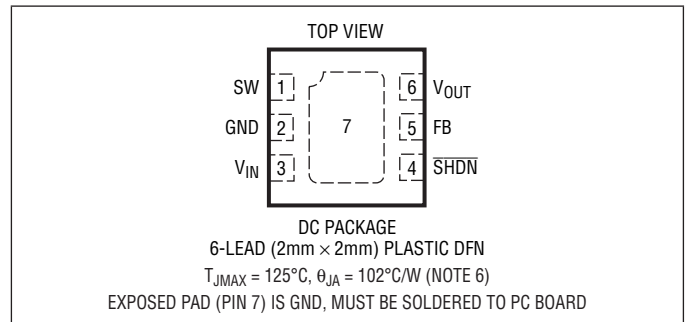 TOP VIEW
SW 1
6 VOUT
GND 2
7
5 FB
VIN 3
4 SHDN
DC PACKAGE
6-LEAD (2mm × 2mm) PLASTIC DFN
TJMAX = 125°C, θJA = 102°C/W (NOTE 6)
EXPOSED PAD (PIN 7) IS GND, MUST BE SOLDERED TO PC BOARD